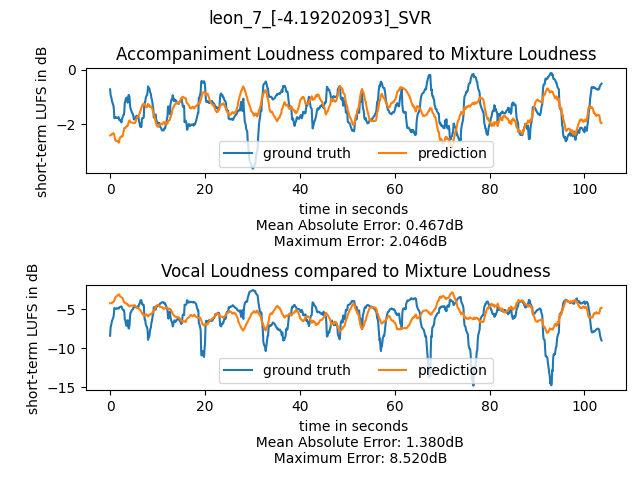 leon_7_[-4.19202093]_SVR
Accompaniment Loudness compared to Mixture Loudness
short-term LUFS in dB
0
−2
ground truth
prediction
0 20 40 60 80 100
time in seconds
Mean Absolute Error: 0.467dB
Maximum Error: 2.046dB
Vocal Loudness compared to Mixture Loudness
short-term LUFS in dB
−5
−10
−15
ground truth
prediction
0 20 40 60 80 100
time in seconds
Mean Absolute Error: 1.380dB
Maximum Error: 8.520dB